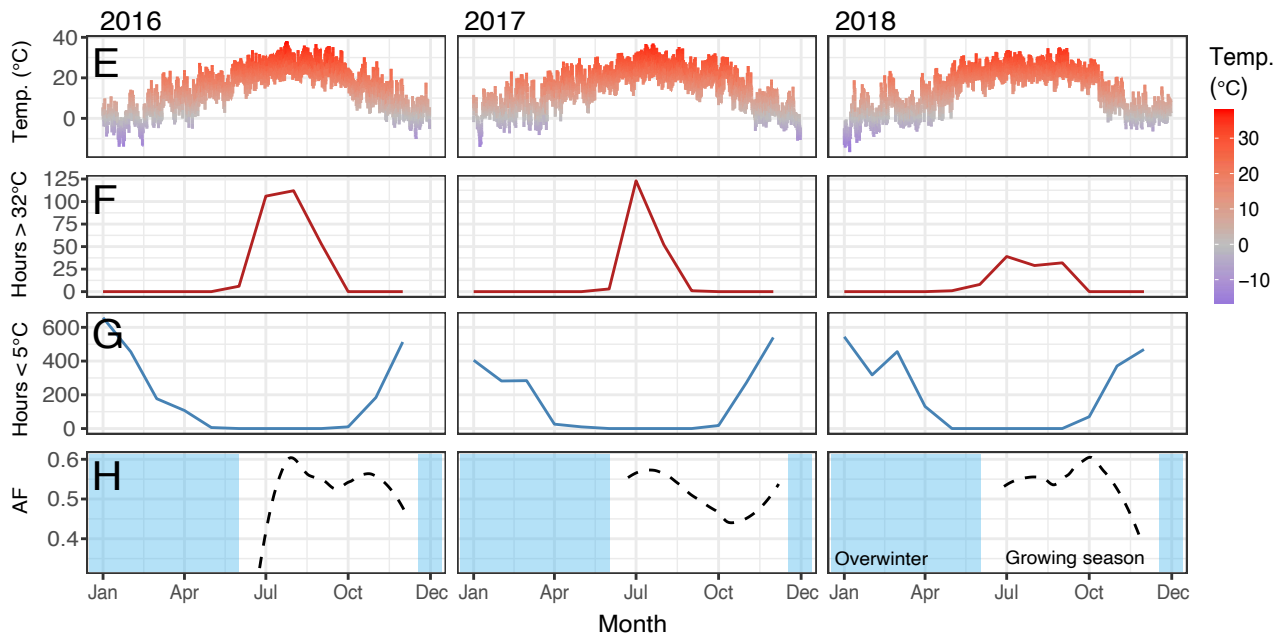 2016 2017 2018
Temp. (°C)
40
20
0
E
Temp.
(°C)
30
20
10
0
−10
Hours > 32°C
125
100
75
50
25
0
F
Hours < 5°C
600
400
200
0
G
AF
0.6
0.5
0.4
H
Overwinter Growing season
Jan Apr Jul Oct Dec Jan Apr Jul Oct Dec Jan Apr Jul Oct Dec
Month